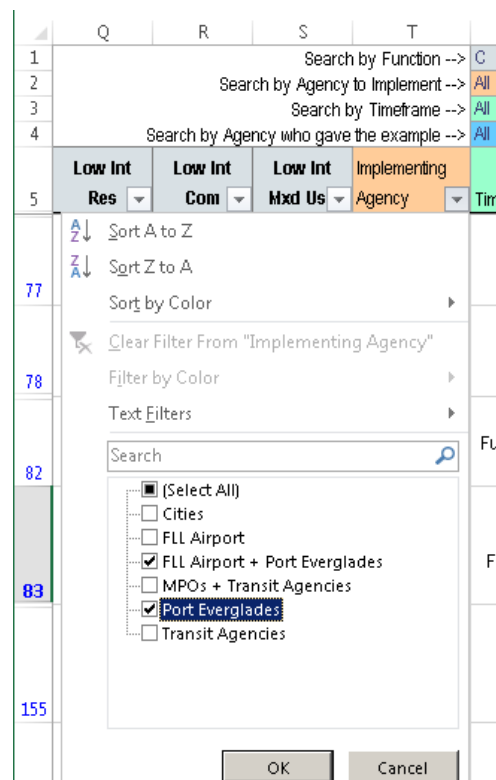 Q R S T
1 Search by Function --> C
2 Search by Agency to Implement --> All
3 Search by Timeframe --> All
4 Search by Agency who gave the example --> All
Low Int Low Int Low Int Implementing
5 Res Com Mxd Us Agency Tim
Sort A to Z
Sort Z to A
77 Sort by Color
Clear Filter From "Implementing Agency"
78 Filter by Color
Text Filters
Fu
82 Search
(Select All)
Cities
FLL Airport
FLL Airport + Port Everglades F
83 MPOs + Transit Agencies
Port Everglades
Transit Agencies
155
OK Cancel